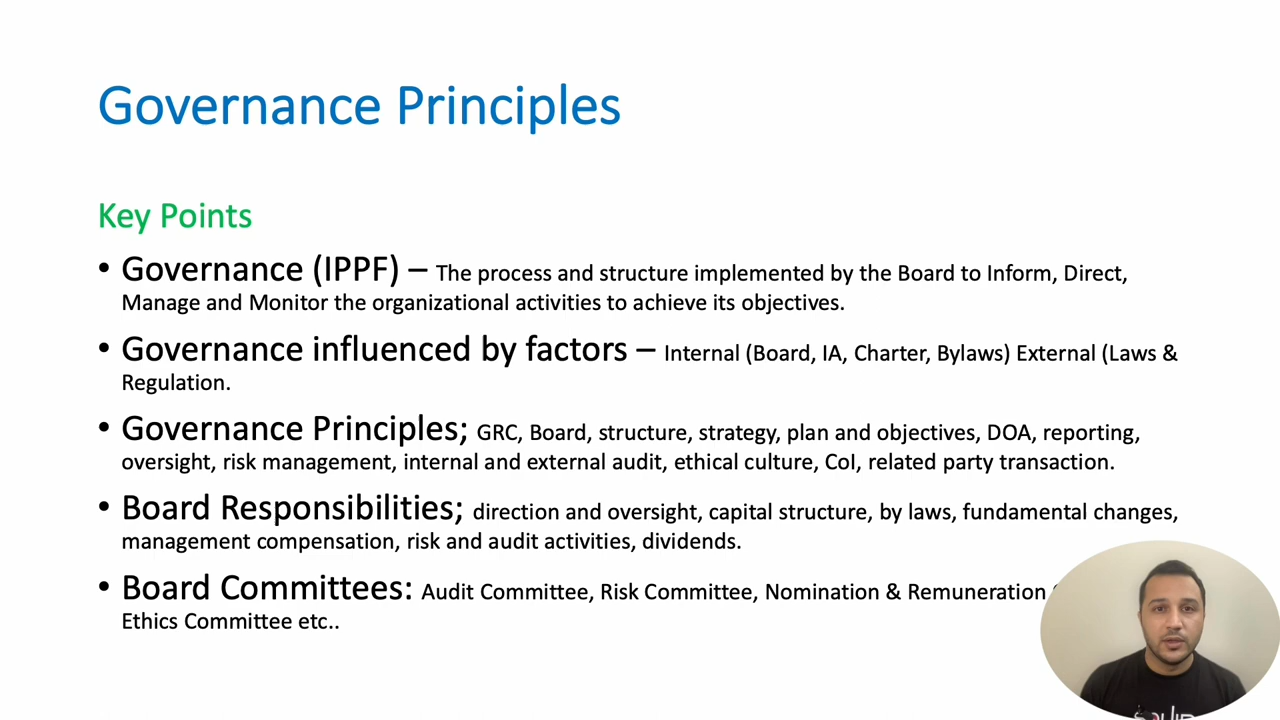 Governance Principles
Key Points
• Governance (IPPF) – The process and structure implemented by the Board to Inform, Direct,
Manage and Monitor the organizational activities to achieve its objectives.
• Governance influenced by factors – Internal (Board, IA, Charter, Bylaws) External (Laws &
Regulation.
• Governance Principles; GRC, Board, structure, strategy, plan and objectives, DOA, reporting,
oversight, risk management, internal and external audit, ethical culture, CoI, related party transaction.
• Board Responsibilities; direction and oversight, capital structure, by laws, fundamental changes,
management compensation, risk and audit activities, dividends.
• Board Committees: Audit Committee, Risk Committee, Nomination & Remuneration
Ethics Committee etc..